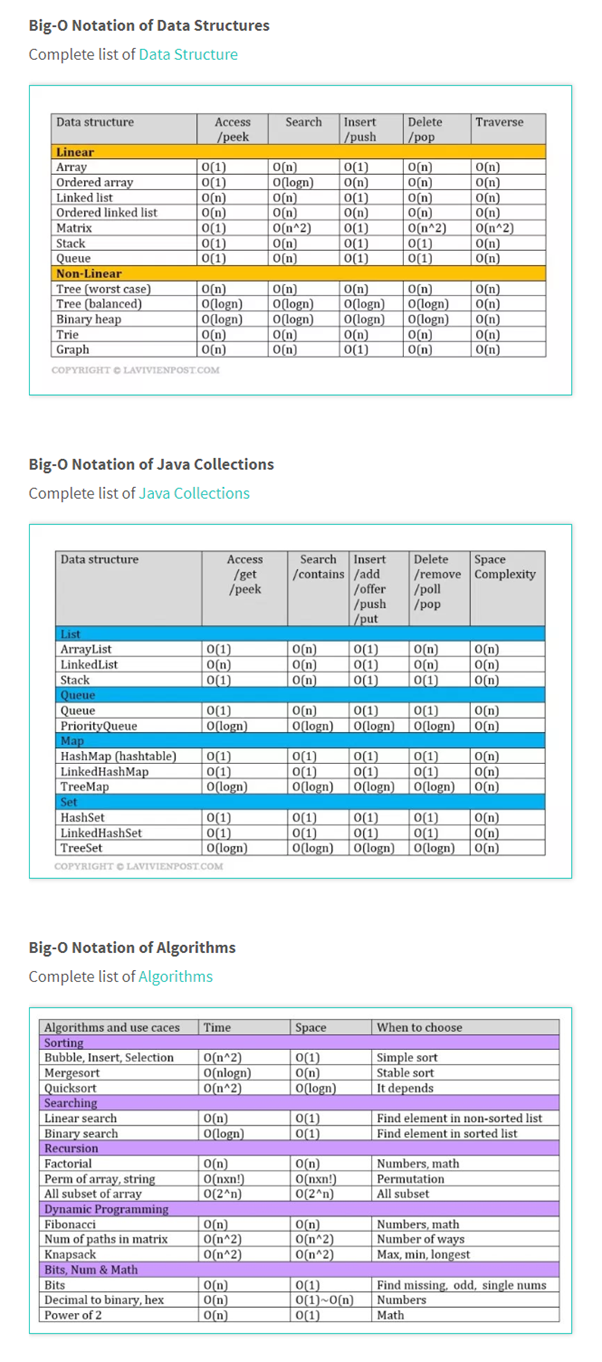 Big-O Notation of Data Structures
Complete list of Data Structure
Data structure Access /peek Search Insert /push Delete /pop Traverse
Linear
Array O(1) O(n) O(1) O(n) O(n)
Ordered array O(1) O(logn) O(n) O(n) O(n)
Linked list O(n) O(n) O(1) O(n) O(n)
Ordered linked list O(n) O(n) O(n) O(n) O(n)
Matrix O(1) O(n^2) O(1) O(n^2) O(n^2)
Stack O(1) O(n) O(1) O(1) O(n)
Queue O(1) O(n) O(1) O(1) O(n)
Non-Linear
Tree (worst case) O(n) O(n) O(n) O(n) O(n)
Tree (balanced) O(logn) O(logn) O(logn) O(logn) O(n)
Binary heap O(logn) O(logn) O(logn) O(logn) O(n)
Trie O(n) O(n) O(n) O(n) O(n)
Graph O(n) O(n) O(1) O(n) O(n)
COPYRIGHT © LAVIVIENPOST.COM
Big-O Notation of Java Collections
Complete list of Java Collections
Data structure Access /get /peek Search /contains Insert /add /offer /push /put Delete /remove /poll /pop Space Complexity
List
ArrayList O(1) O(n) O(1) O(n) O(n)
LinkedList O(n) O(n) O(1) O(n) O(n)
Stack O(1) O(n) O(1) O(1) O(n)
Queue
Queue O(1) O(n) O(1) O(1) O(n)
PriorityQueue O(logn) O(logn) O(logn) O(logn) O(n)
Map
HashMap (hashtable) O(1) O(1) O(1) O(1) O(n)
LinkedHashMap O(1) O(1) O(1) O(1) O(n)
TreeMap O(logn) O(logn) O(logn) O(logn) O(n)
Set
HashSet O(1) O(1) O(1) O(1) O(n)
LinkedHashSet O(1) O(1) O(1) O(1) O(n)
TreeSet O(logn) O(logn) O(logn) O(logn) O(n)
COPYRIGHT © LAVIVIENPOST.COM
Big-O Notation of Algorithms
Complete list of Algorithms
Algorithms and use caces Time Space When to choose
Sorting
Bubble, Insert, Selection O(n^2) O(1) Simple sort
Mergesort O(nlogn) O(n) Stable sort
Quicksort O(n^2) O(logn) It depends
Searching
Linear search O(n) O(1) Find element in non-sorted list
Binary search O(logn) O(1) Find element in sorted list
Recursion
Factorial O(n) O(n) Numbers, math
Perm of array, string O(nxn!) O(nxn!) Permutation
All subset of array O(2^n) O(2^n) All subset
Dynamic Programming
Fibonacci O(n) O(n) Numbers, math
Num of paths in matrix O(n^2) O(n^2) Number of ways
Knapsack O(n^2) O(n^2) Max, min, longest
Bits, Num & Math
Bits O(n) O(1) Find missing, odd, single nums
Decimal to binary, hex O(n) O(1)~O(n) Numbers
Power of 2 O(n) O(1) Math